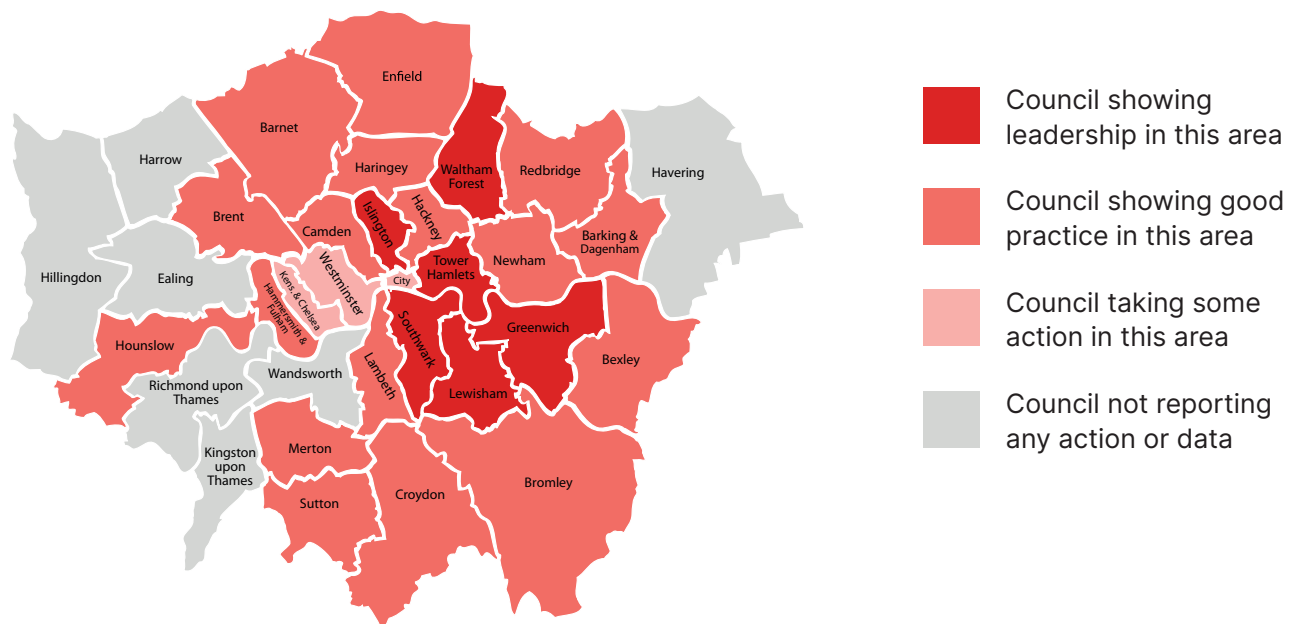 Enfield
Barnet
Harrow
Haringey
Waltham
Forest
Redbridge
Havering
Brent
Camden
Islington
Hackney
Barking &
Dagenham
Hillingdon
Ealing
Kens. & Chelsea
Westminster
City
Tower
Hamlets
Newham
Hammersmith &
Fulham
Hounslow
Southwark
Greenwich
Bexley
Richmond upon
Thames
Wandsworth
Lambeth
Lewisham
Merton
Kingston
upon
Thames
Sutton
Croydon
Bromley
Council showing
leadership in this area
Council showing good
practice in this area
Council taking some
action in this area
Council not reporting
any action or data